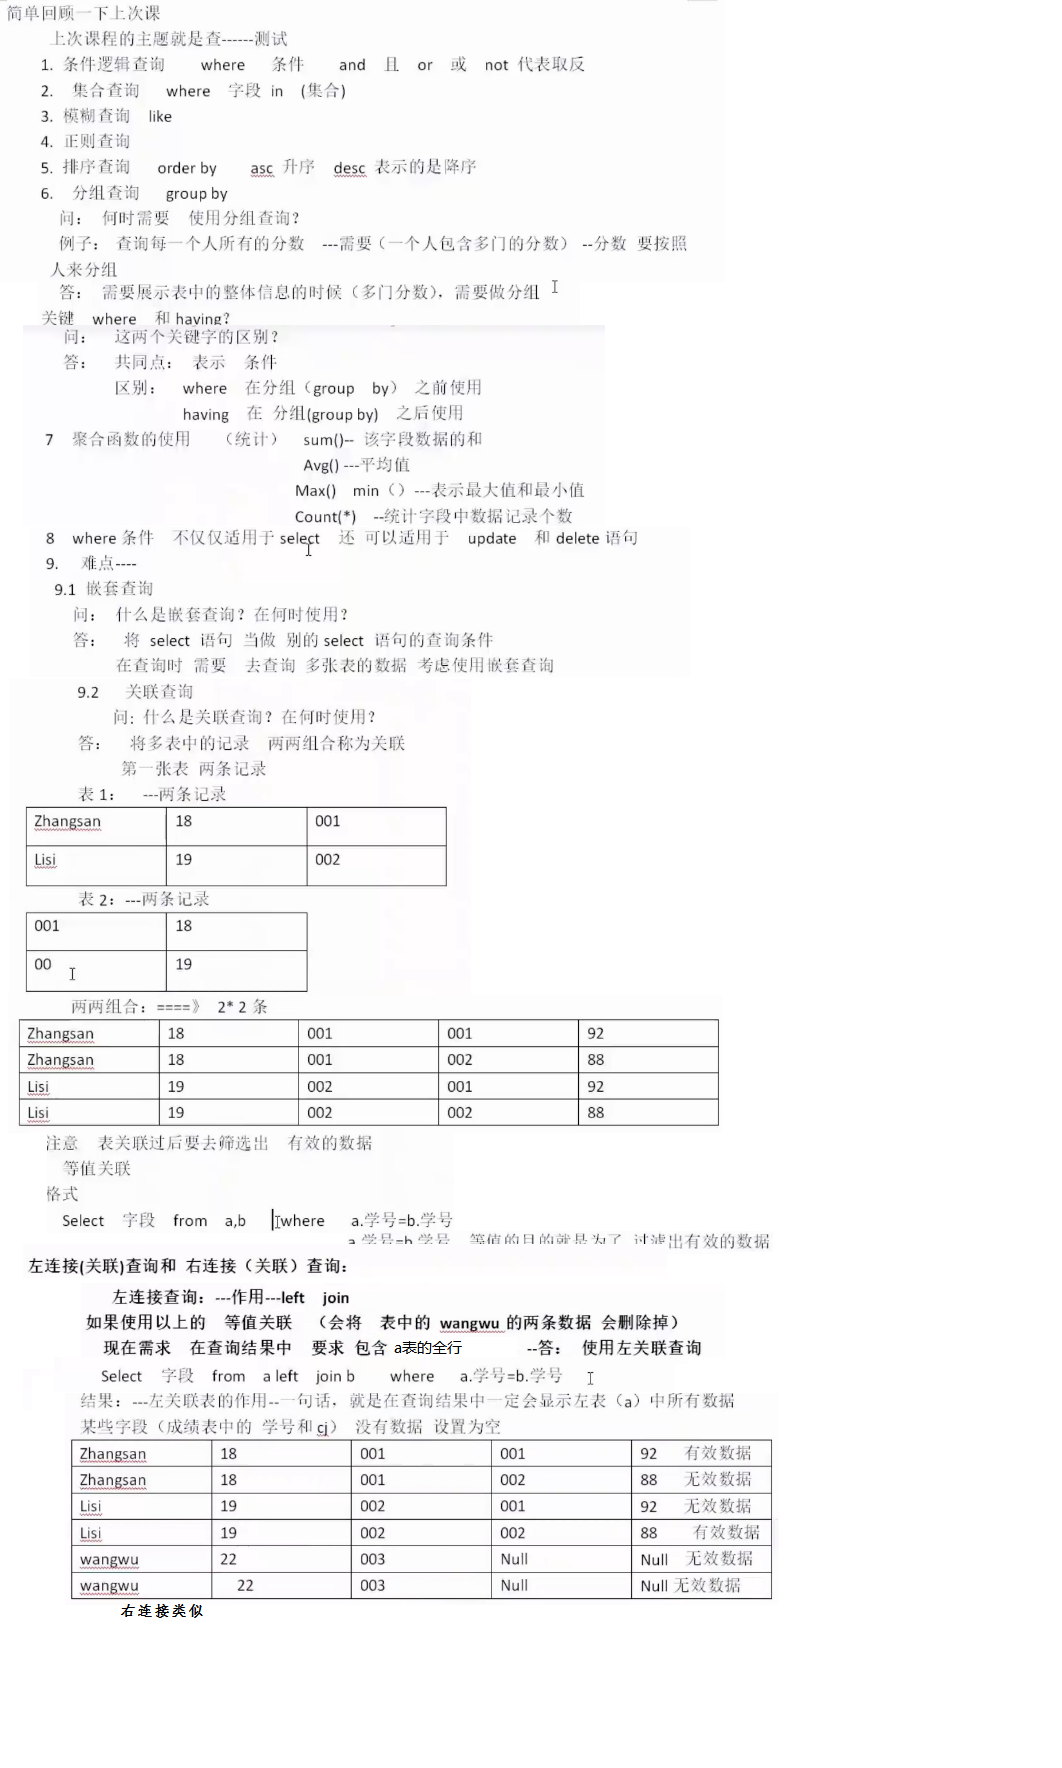 简单回顾一下上次课
上次课程的主题就是查------测试
1. 条件逻辑查询 where 条件 and 且 or 或 not 代表取反
2. 集合查询 where 字段 in (集合)
3. 模糊查询 like
4. 正则查询
5. 排序查询 order by asc 升序 desc 表示的是降序
6. 分组查询 group by
问： 何时需要 使用分组查询？
例子： 查询每一个人所有的分数 ---需要（一个人包含多门的分数） --分数 要按照
人来分组
答： 需要展示表中的整体信息的时候（多门分数），需要做分组
关键 where 和 having？
问： 这两个关键字的区别？
答： 共同点： 表示 条件
区别： where 在分组（group by） 之前使用
having 在 分组(group by) 之后使用
7 聚合函数的使用 （统计） sum()-- 该字段数据的和
Avg() ---平均值
Max() min（）---表示最大值和最小值
Count(*) --统计字段中数据记录个数
8 where 条件 不仅仅适用于 select 还 可以适用于 update 和 delete 语句
9. 难点----
9.1 嵌套查询
问： 什么是嵌套查询？在何时使用？
答： 将 select 语句 当做 别的 select 语句的查询条件
在查询时 需要 去查询 多张表的数据 考虑使用嵌套查询
9.2 关联查询
问: 什么是关联查询？在何时使用？
答： 将多表中的记录 两两组合称为关联
第一张表 两条记录
表 1： ---两条记录
Zhangsan 18 001
Lisi 19 002
表 2：---两条记录
001 18
00 19
两两组合：====》 2* 2 条
Zhangsan 18 001 001 92
Zhangsan 18 001 002 88
Lisi 19 002 001 92
Lisi 19 002 002 88
注意 表关联过后要去筛选出 有效的数据
等值关联
格式
Select 字段 from a,b where a.学号=b.学号
a.学号=b.学号 等值的目的就是为了 过滤出有效的数据
左连接(关联)查询和 右连接（关联）查询：
左连接查询：---作用---left join
如果使用以上的 等值关联 （会将 表中的 wangwu 的两条数据 会删除掉）
现在需求 在查询结果中 要求 包含 a表的全行 --答： 使用左关联查询
Select 字段 from a left join b where a.学号=b.学号
结果：---左关联表的作用--一句话，就是在查询结果中一定会显示左表（a）中所有数据
某些字段（成绩表中的 学号和 cj） 没有数据 设置为空
Zhangsan 18 001 001 92 有效数据
Zhangsan 18 001 002 88 无效数据
Lisi 19 002 001 92 无效数据
Lisi 19 002 002 88 有效数据
wangwu 22 003 Null Null 无效数据
wangwu 22 003 Null Null 无效数据
右连接类似